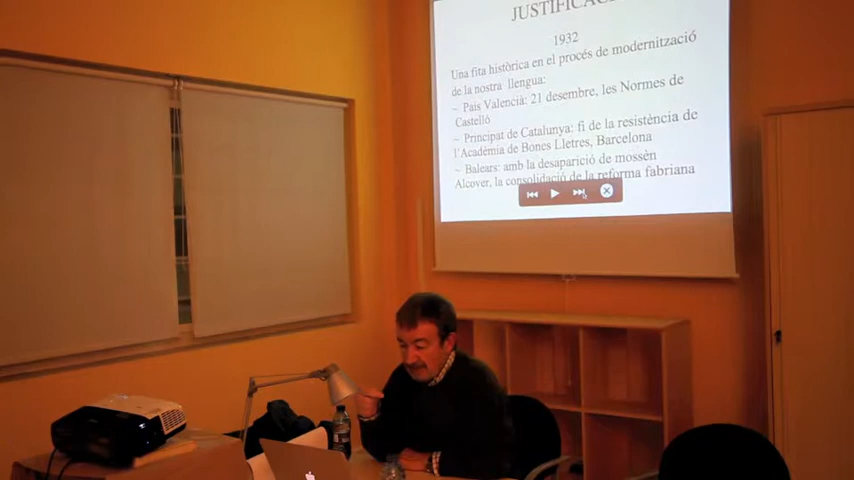 JUSTIFICAC
1932
Una fita històrica en el procés de modernització
de la nostra llengua:
~ País Valencià: 21 desembre, les Normes de
Castelló
~ Principat de Catalunya: fi de la resistència de
l'Acadèmia de Bones Lletres, Barcelona
~ Balears: amb la desaparició de mossèn
Alcover, la consolidació de la reforma fabriana